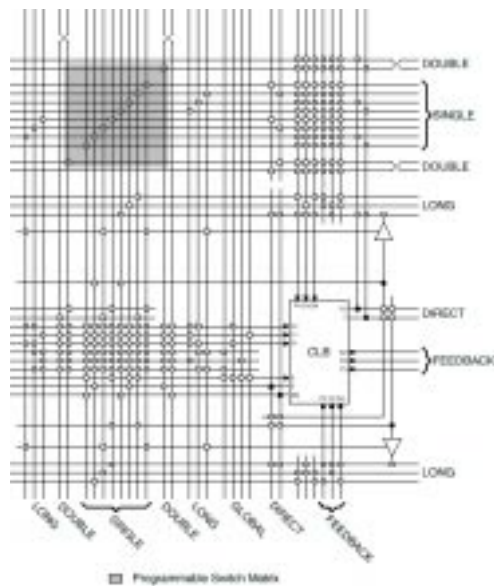 DOUBLE
SINGLE
DOUBLE
LONG
DIRECT
CLB
FEEDBACK
LONG
LONG
DOUBLE
SINGLE
DOUBLE
LONG
GLOBAL
DIRECT
FEEDBACK
Programmable Switch Matrix